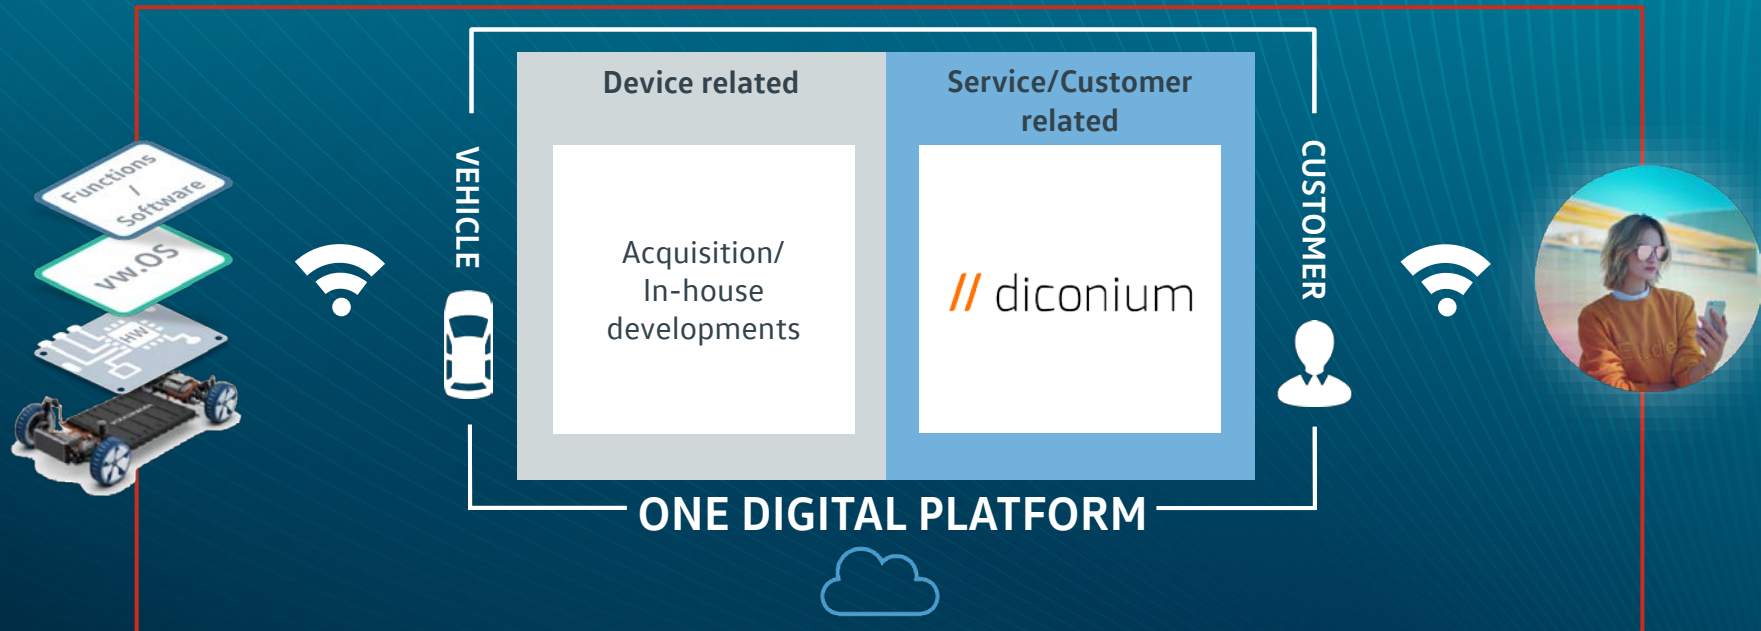 Device related
Service/Customer
related
VEHICLE
CUSTOMER
Functions
/
Software
vw.OS
HW
Acquisition/
In-house
developments
// diconium
ONE DIGITAL PLATFORM